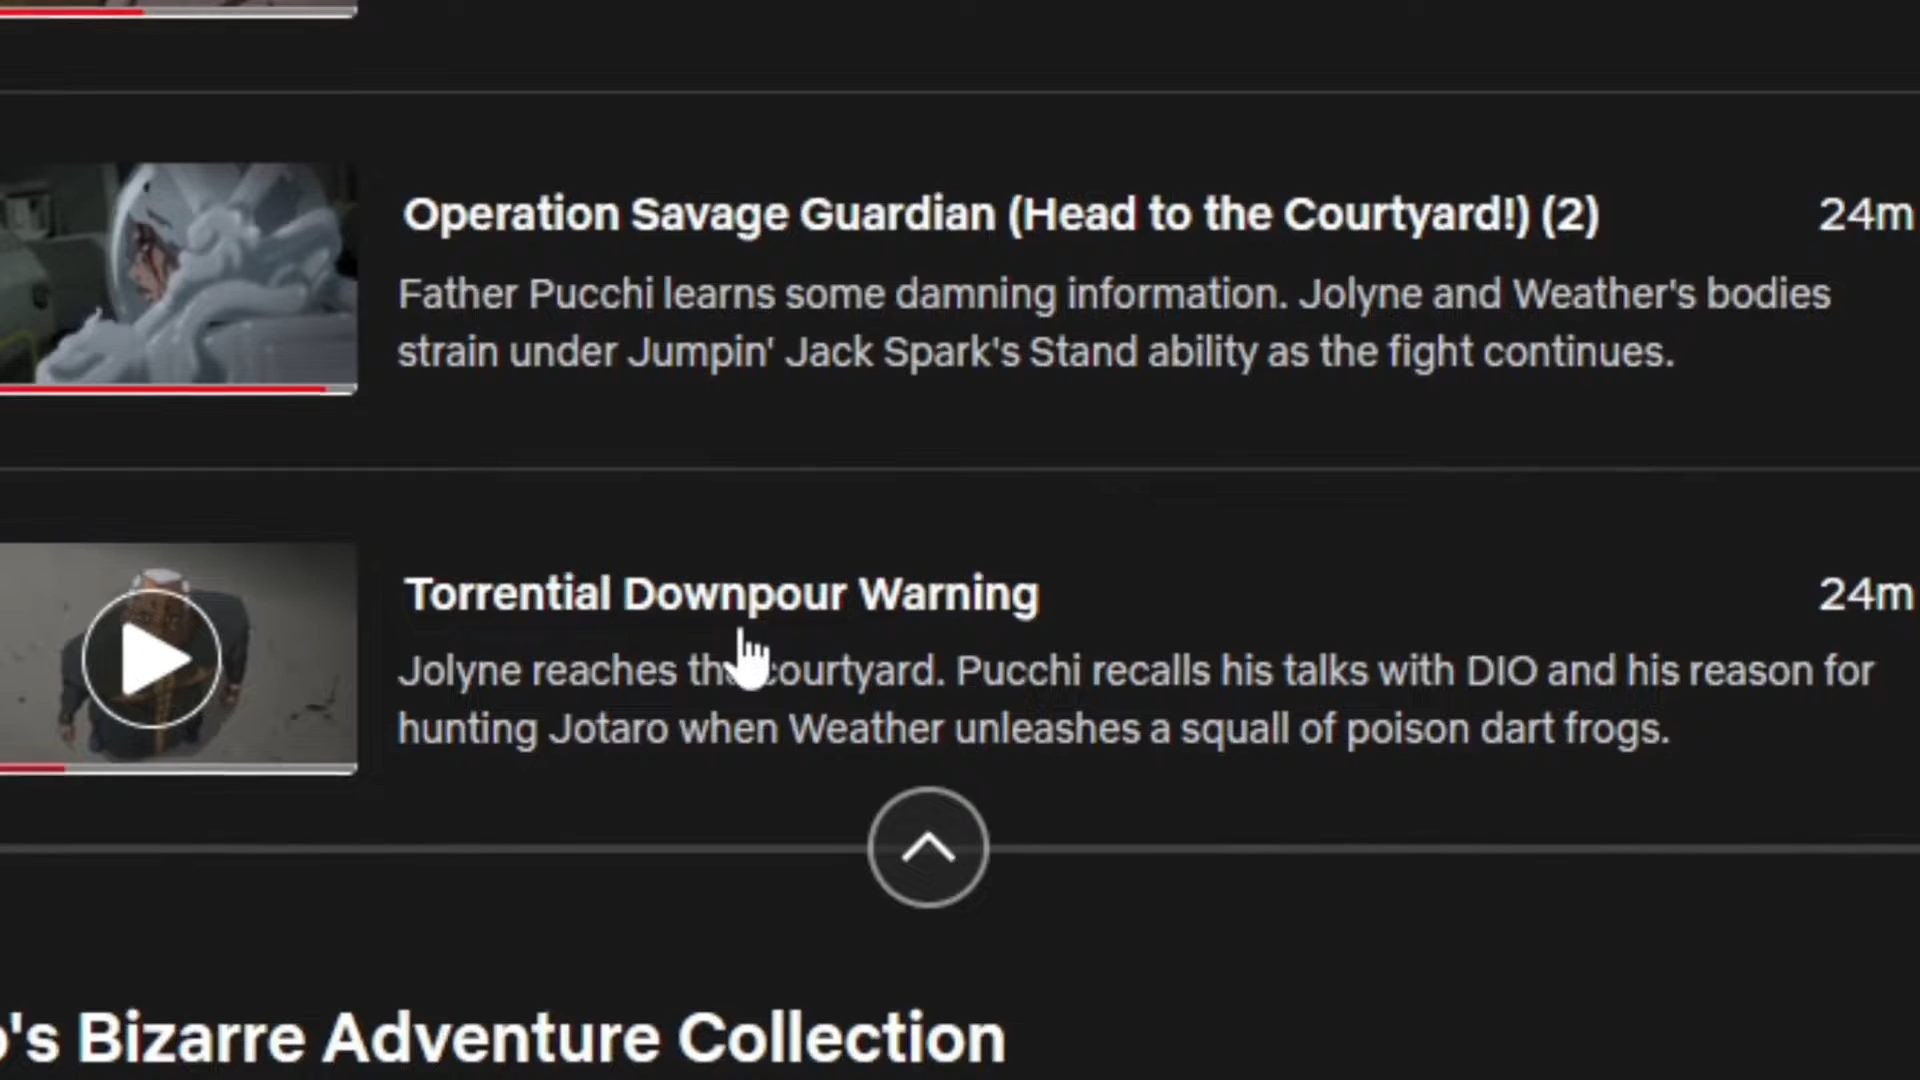 Operation Savage Guardian (Head to the Courtyard!) (2)
24m
Father Pucchi learns some damning information. Jolyne and Weather's bodies
strain under Jumpin' Jack Spark's Stand ability as the fight continues.
Torrential Downpour Warning
24m
Jolyne reaches the courtyard. Pucchi recalls his talks with DIO and his reason for
hunting Jotaro when Weather unleashes a squall of poison dart frogs.
o's Bizarre Adventure Collection